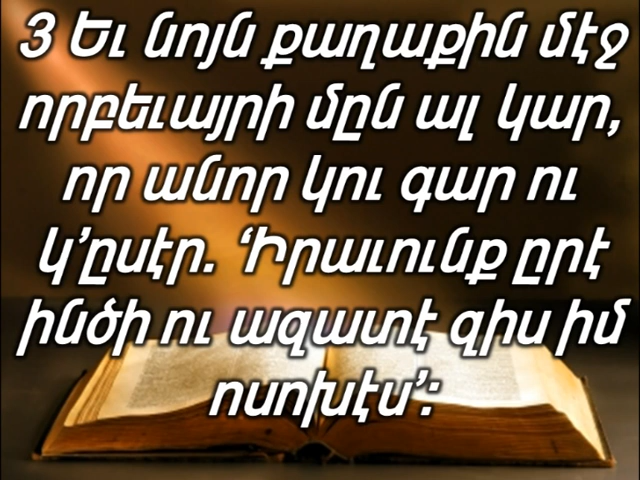 3 Եւ նոյն քաղաքին մէջ
որբեւայրի մըն ալ կար,
որ անոր կու գար ու
կ’ըսէր. ‘Իրաւունք ըրէ
ինծի ու ազատէ զիս իմ
ոսոխէս’: